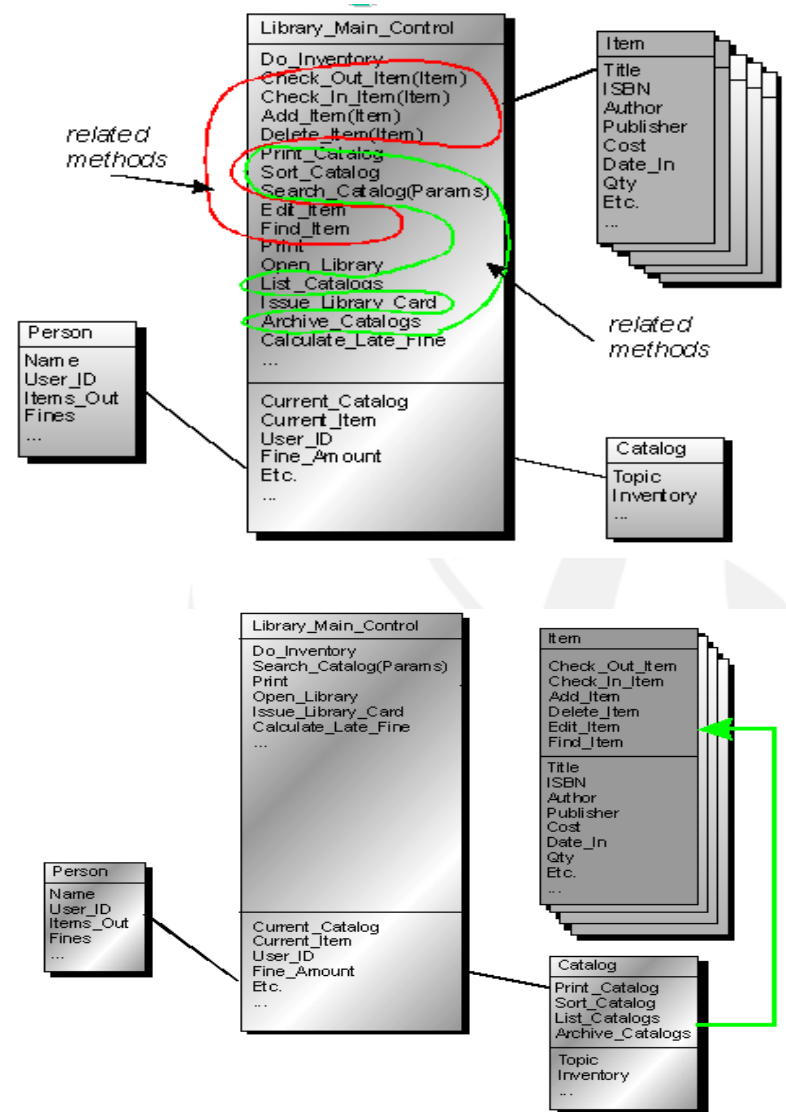 Library_Main_Control
Do_Inventory
Check_Out_Item(Item)
Check_In_Item(Item)
Add_Item(Item)
Delete_Item(Item)
Print_Catalog
Sort_Catalog
Search_Catalog(Params)
Edit_Item
Find_Item
Print
Open_Library
List_Catalogs
Issue_Library_Card
Archive_Catalogs
Calculate_Late_Fine
...
Current_Catalog
Current_Item
User_ID
Fine_Amount
Etc.
...
related
methods
Item
Title
ISBN
Author
Publisher
Cost
Date_In
Qty
Etc.
...
related
methods
Person
Name
User_ID
Items_Out
Fines
...
Catalog
Topic
Inventory
...
Library_Main_Control
Do_Inventory
Search_Catalog(Params)
Print
Open_Library
Issue_Library_Card
Calculate_Late_Fine
...
Current_Catalog
Current_Item
User_ID
Fine_Amount
Etc.
...
Item
Check_Out_Item
Check_In_Item
Add_Item
Delete_Item
Edit_Item
Find_Item
Title
ISBN
Author
Publisher
Cost
Date_In
Qty
Etc.
...
Person
Name
User_ID
Items_Out
Fines
...
Catalog
Print_Catalog
Sort_Catalog
List_Catalogs
Archive_Catalogs
Topic
Inventory
...